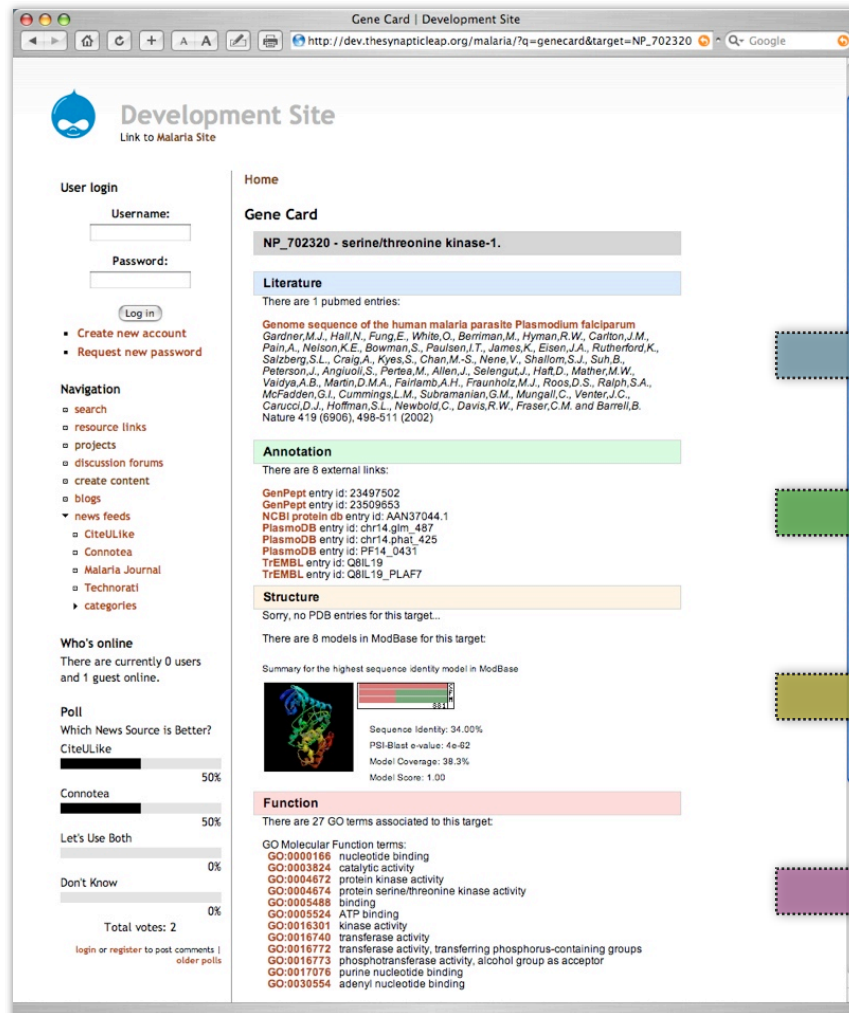 Gene Card | Development Site
A A http://dev.thesynapticleap.org/malaria/?q=genecard&target=NP_702320 Google
Development Site
Link to Malaria Site
User login
Username:
Password:
Log in
Create new account
Request new password
Navigation
search
resource links
projects
discussion forums
create content
blogs
news feeds
CiteULike
Connotea
Malaria Journal
Technorati
categories
Who's online
There are currently 0 users
and 1 guest online.
Poll
Which News Source is Better?
CiteULike
50%
Connotea
50%
Let's Use Both
0%
Don't Know
0%
Total votes: 2
login or register to post comments |
older polls
Home
Gene Card
NP_702320 - serine/threonine kinase-1.
Literature
There are 1 pubmed entries:
Genome sequence of the human malaria parasite Plasmodium falciparum
Gardner,M.J., Hall,N., Fung,E., White,O., Berriman,M., Hyman,R.W., Carlton,J.M.,
Pain,A., Nelson,K.E., Bowman,S., Paulsen,I.T., James,K., Eisen,J.A., Rutherford,K.,
Salzberg,S.L., Craig,A., Kyes,S., Chan,M.-S., Nene,V., Shallom,S.J., Suh,B.,
Peterson,J., Angiuoli,S., Pertea,M., Allen,J., Selengut,J., Haft,D., Mather,M.W.,
Vaidya,A.B., Martin,D.M.A., Fairlamb,A.H., Fraunholz,M.J., Roos,D.S., Ralph,S.A.,
McFadden,G.I., Cummings,L.M., Subramanian,G.M., Mungall,C., Venter,J.C.,
Carucci,D.J., Hoffman,S.L., Newbold,C., Davis,R.W., Fraser,C.M. and Barrell,B.
Nature 419 (6906), 498-511 (2002)
Annotation
There are 8 external links:
GenPept entry id: 23497502
GenPept entry id: 23509653
NCBI protein db entry id: AAN37044.1
PlasmoDB entry id: chr14.glm_487
PlasmoDB entry id: chr14.phat_425
PlasmoDB entry id: PF14_0431
TrEMBL entry id: Q8IL19
TrEMBL entry id: Q8IL19_PLAF7
Structure
Sorry, no PDB entries for this target...
There are 8 models in ModBase for this target:
Summary for the highest sequence identity model in ModBase
881
Sequence Identity: 34.00%
PSI-Blast e-value: 4e-62
Model Coverage: 38.3%
Model Score: 1.00
Function
There are 27 GO terms associated to this target:
GO Molecular Function terms:
GO:0000166 nucleotide binding
GO:0003824 catalytic activity
GO:0004672 protein kinase activity
GO:0004674 protein serine/threonine kinase activity
GO:0005488 binding
GO:0005524 ATP binding
GO:0016301 kinase activity
GO:0016740 transferase activity
GO:0016772 transferase activity, transferring phosphorus-containing groups
GO:0016773 phosphotransferase activity, alcohol group as acceptor
GO:0017076 purine nucleotide binding
GO:0030554 adenyl nucleotide binding